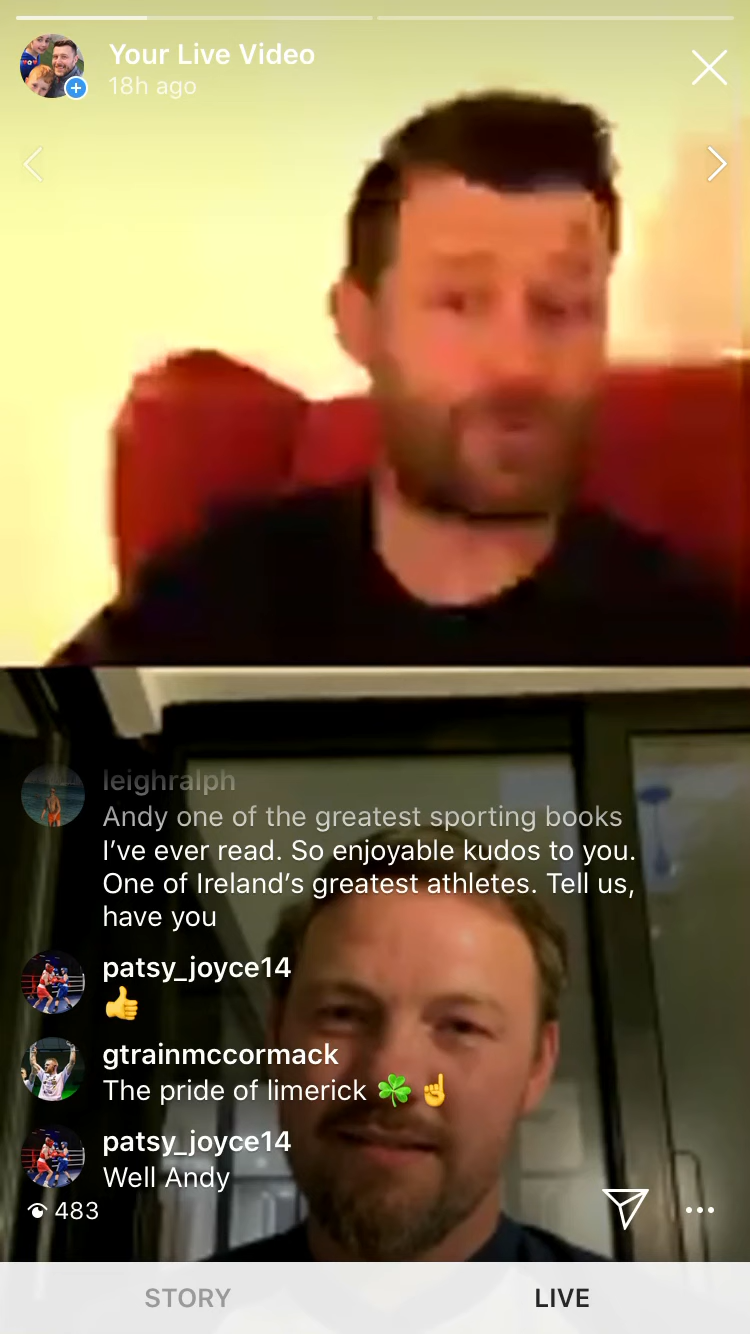 Your Live Video
18h ago
leighralph
Andy one of the greatest sporting books
I’ve ever read. So enjoyable kudos to you.
One of Ireland’s greatest athletes. Tell us,
have you
patsy_joyce14
👍
gtrainmccormack
The pride of limerick ☘️☝️
patsy_joyce14
Well Andy
483
STORY LIVE